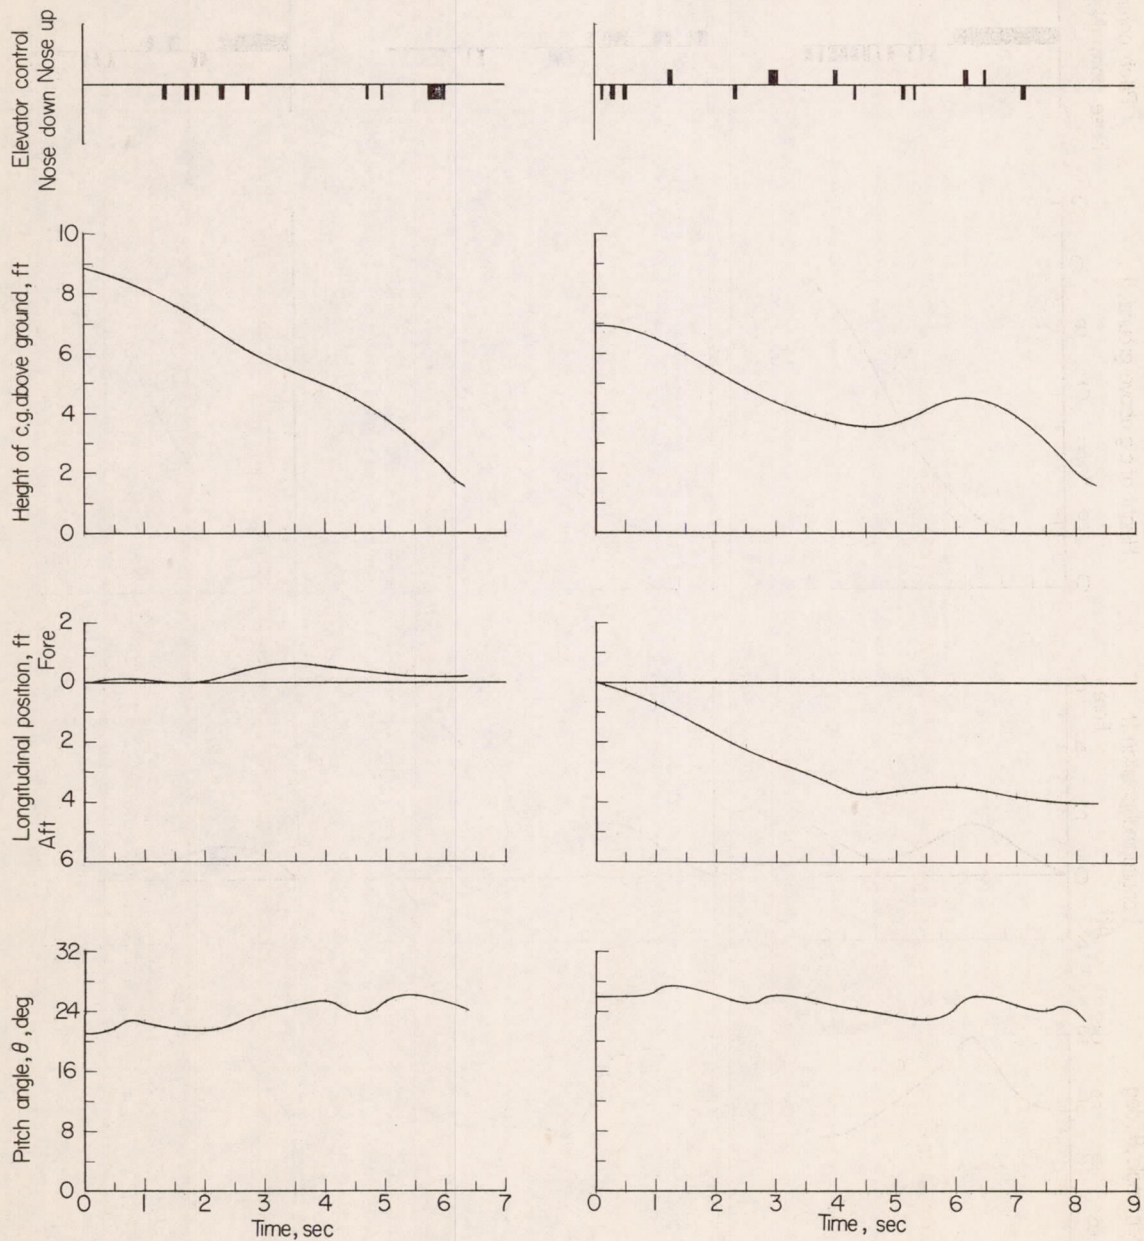 Elevator control
Nose down Nose up
Height of c.g. above ground, ft
10
8
6
4
2
0
Longitudinal position, ft
Aft Fore
2
0
2
4
6
Pitch angle, θ, deg
32
24
16
8
0
0 1 2 3 4 5 6 7
Time, sec
0 1 2 3 4 5 6 7 8 9
Time, sec